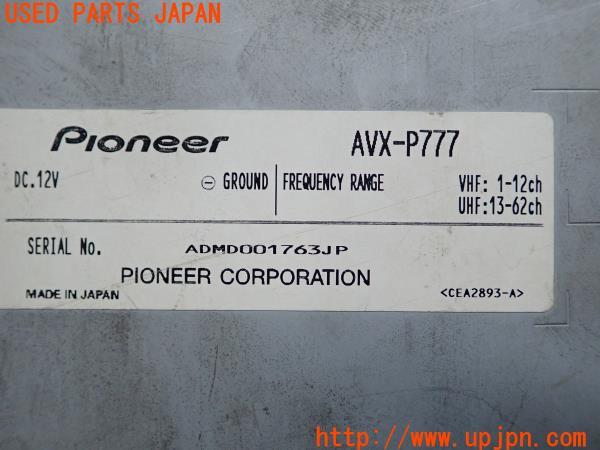 USED PARTS JAPAN
Pioneer AVX-P777
DC.12V ⊖ GROUND FREQUENCY RANGE VHF: 1-12ch
UHF:13-62ch
SERIAL No. ADMD001763JP
PIONEER CORPORATION
MADE IN JAPAN <CEA2893-A>
http://www.upjpn.com/